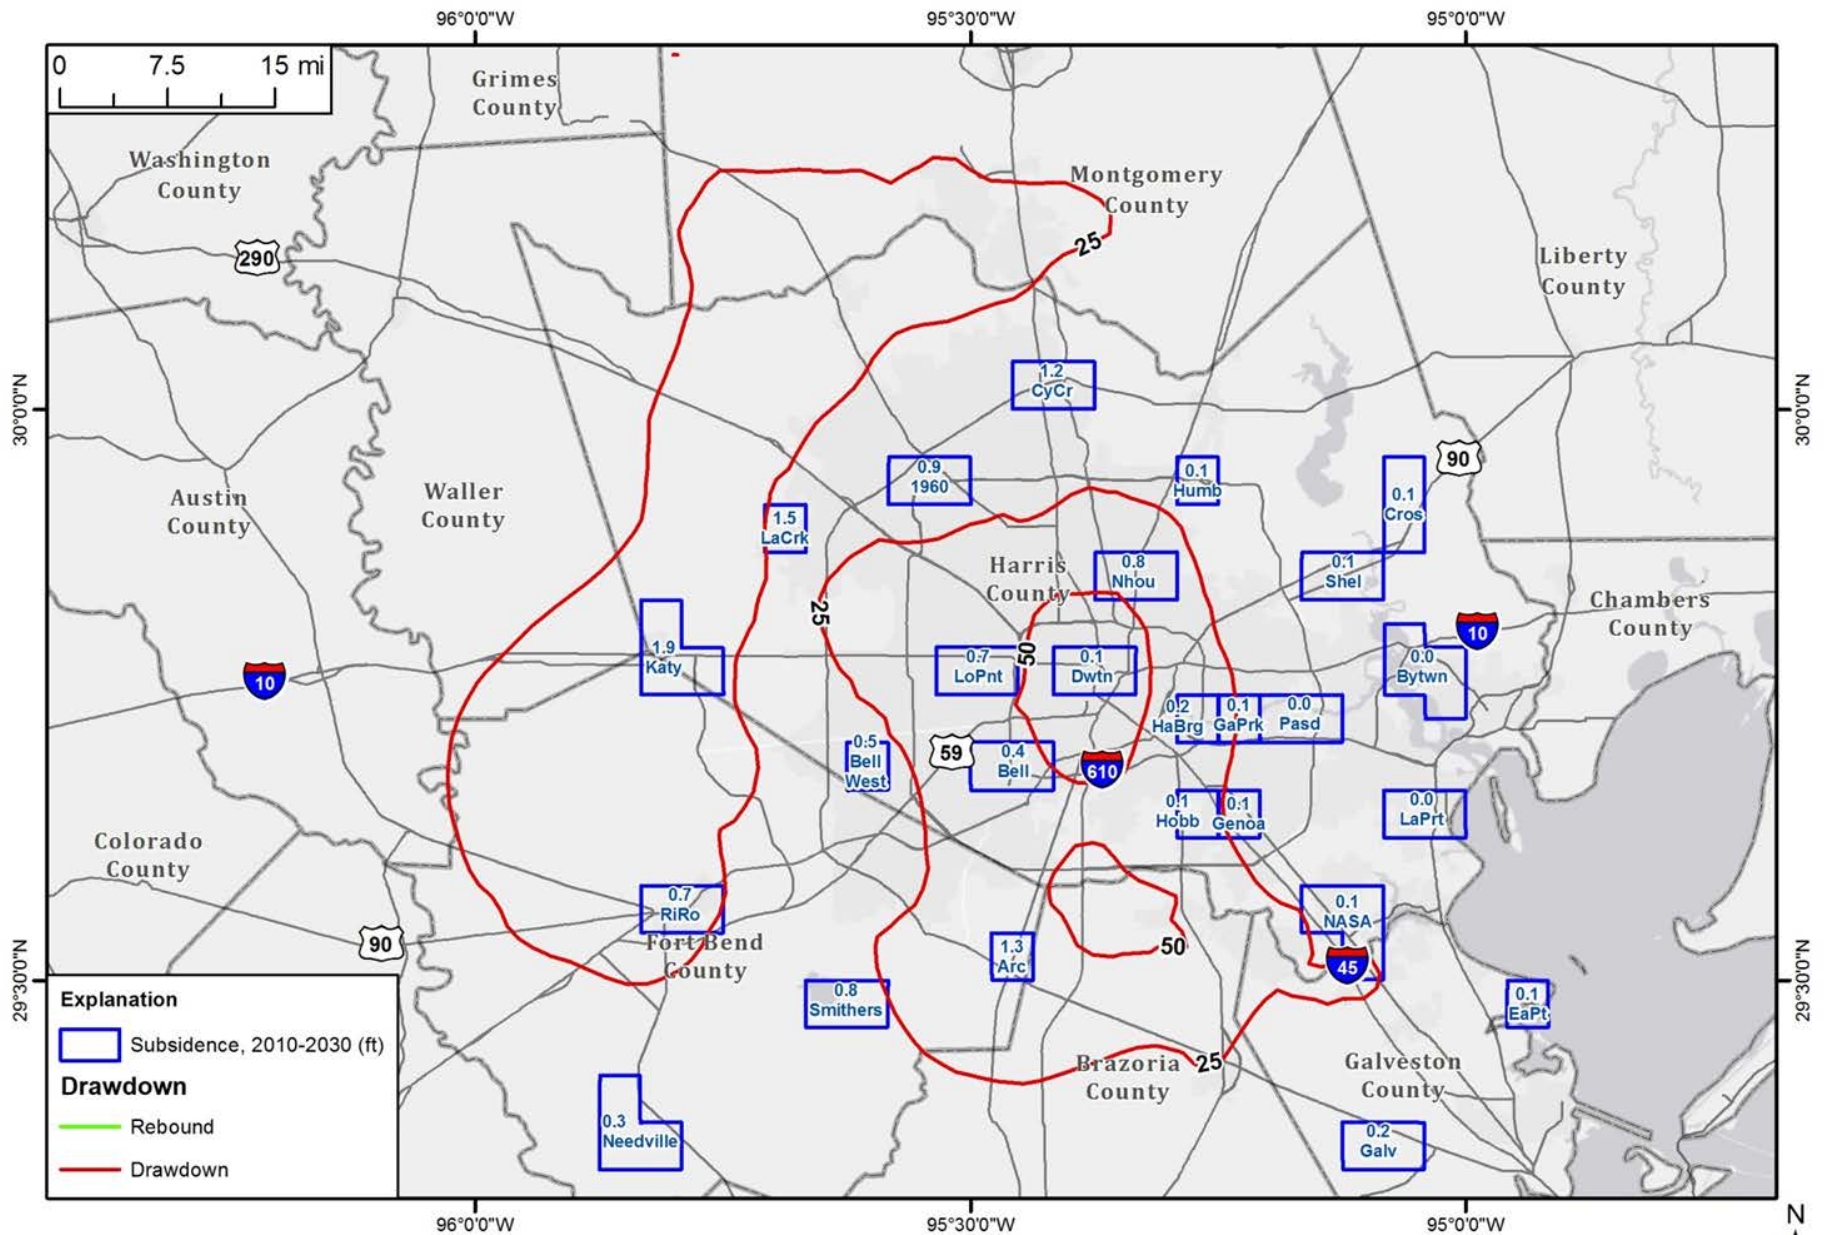 96°0'0"W
95°30'0"W
95°0'0"W
0 7.5 15 mi
Grimes
County
Washington
County
Montgomery
County
25
290
Liberty
County
1.2
CyCr
30°0'0"N
30°0'0"N
0.9
1960
0.1
Humb
90
Austin
County
Waller
County
1.5
LaCrk
0.1
Cros
Harris
County
0.8
Nhou
0.1
Shel
25
Chambers
County
10
1.9
Katy
0.7
LoPnt
50
0.1
Dwtn
0.0
Bytwn
10
0.2
HaBrg
0.1
GaPrk
0.0
Pasd
0.5
Bell
West
59
0.4
Bell
610
0.1
Hobb
0.1
Genoa
0.0
LaPrt
Colorado
County
0.7
RiRo
0.1
NASA
90
Fort Bend
County
1.3
Arc
50
45
29°30'0"N
29°30'0"N
0.8
Smithers
0.1
EaPt
Brazoria
County
25
Galveston
County
0.3
Needville
0.2
Galv
Explanation
Subsidence, 2010-2030 (ft)
Drawdown
Rebound
Drawdown
96°0'0"W
95°30'0"W
95°0'0"W
N